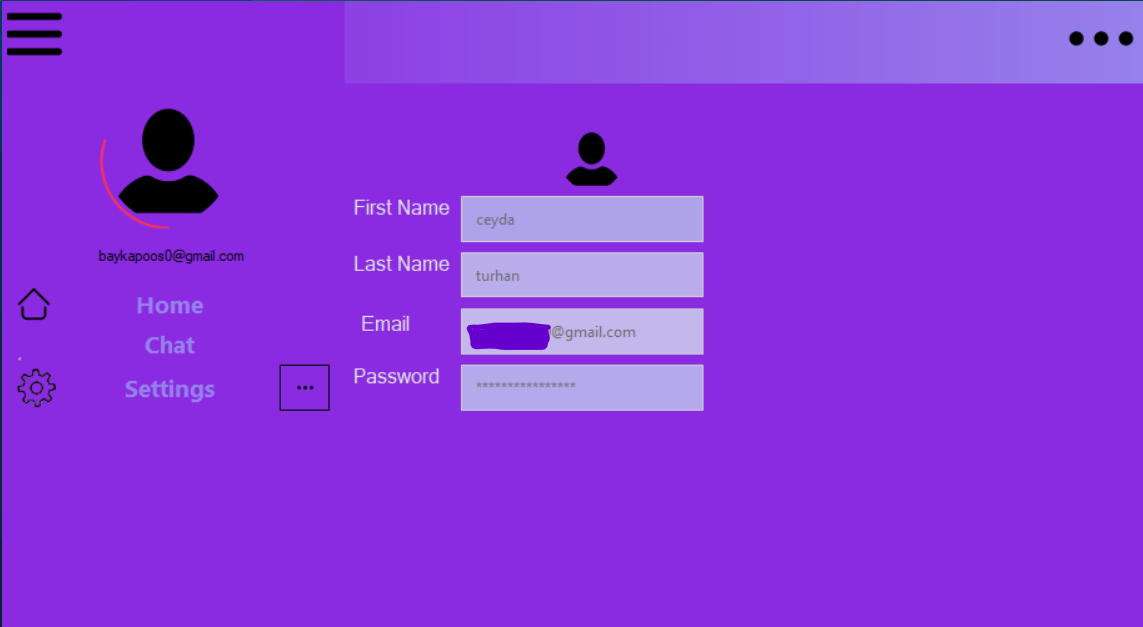 baykapoos0@gmail.com
Home
Chat
Settings
...
First Name
ceyda
Last Name
turhan
Email
@gmail.com
Password
****************